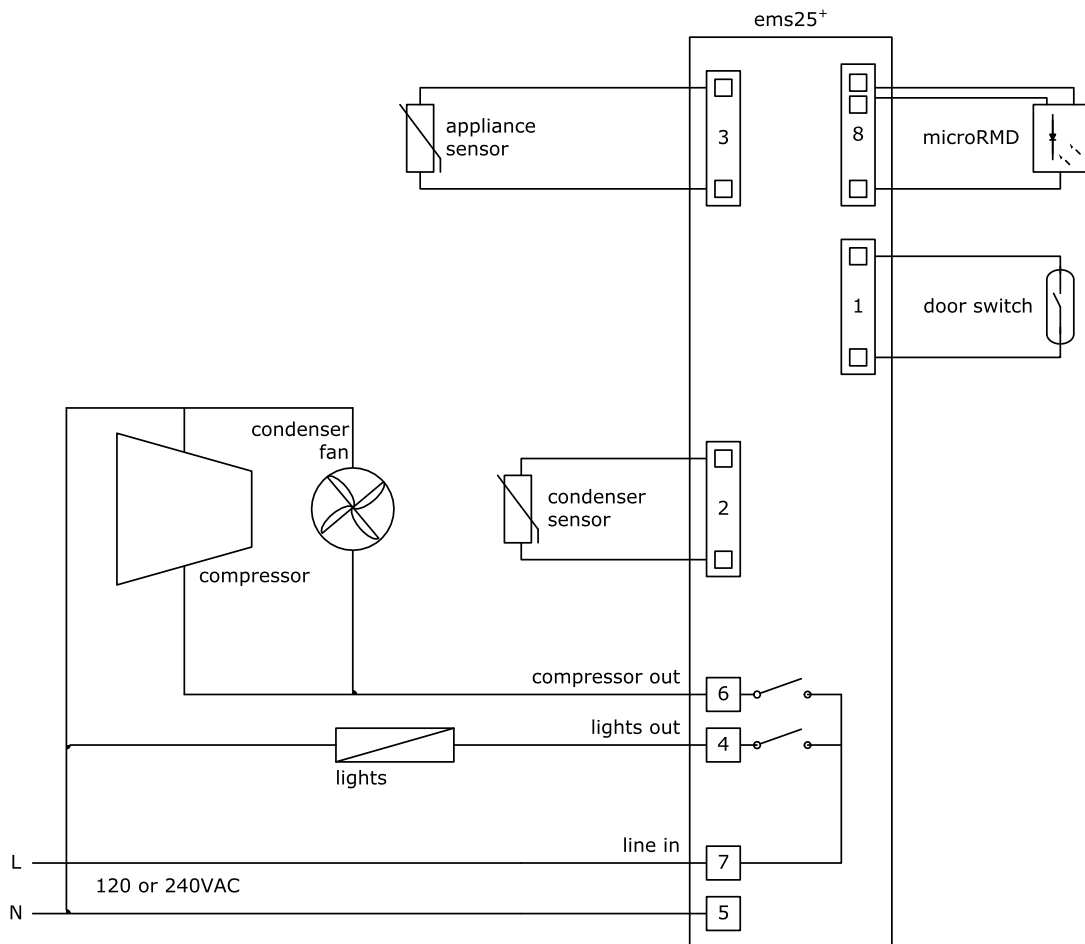 ems25+
appliance
sensor
3
8
microRMD
1
door switch
condenser
fan
compressor
condenser
sensor
2
compressor out
6
lights out
4
lights
line in
7
L
120 or 240VAC
N
5